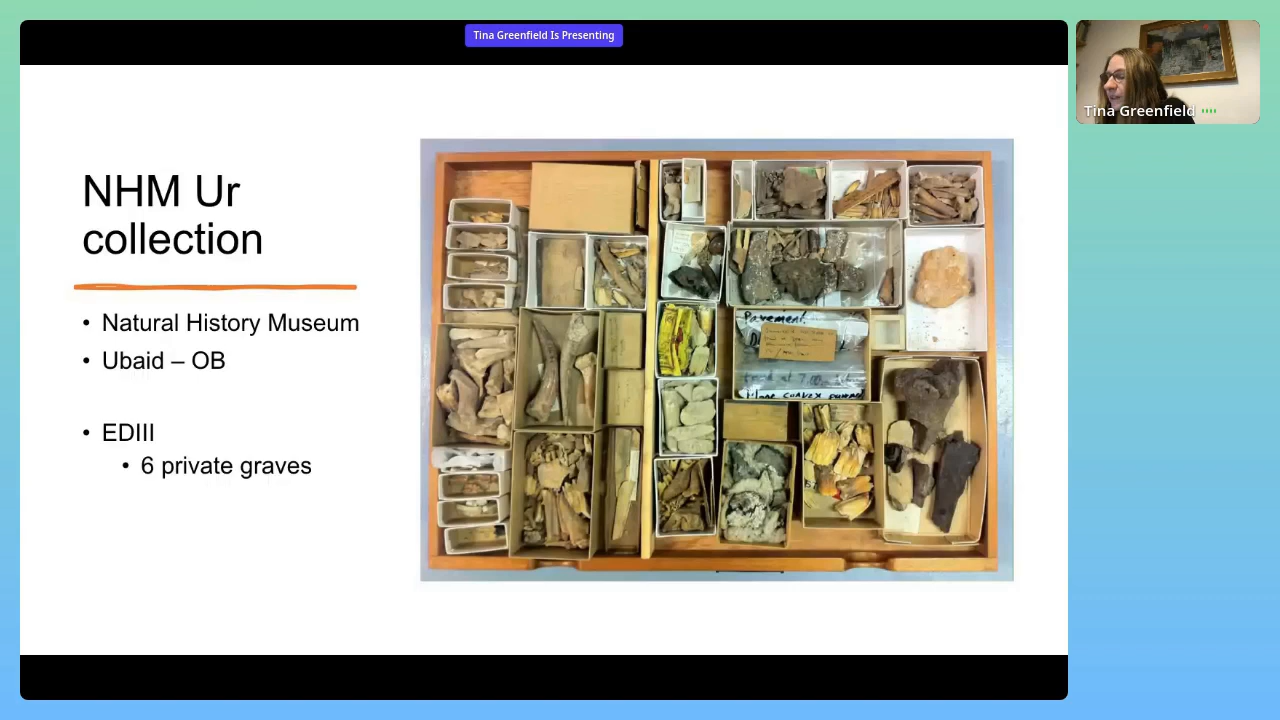 Tina Greenfield Is Presenting
Tina Greenfield
NHM Ur
collection
• Natural History Museum
• Ubaid – OB
• EDIII
• 6 private graves
Pavement